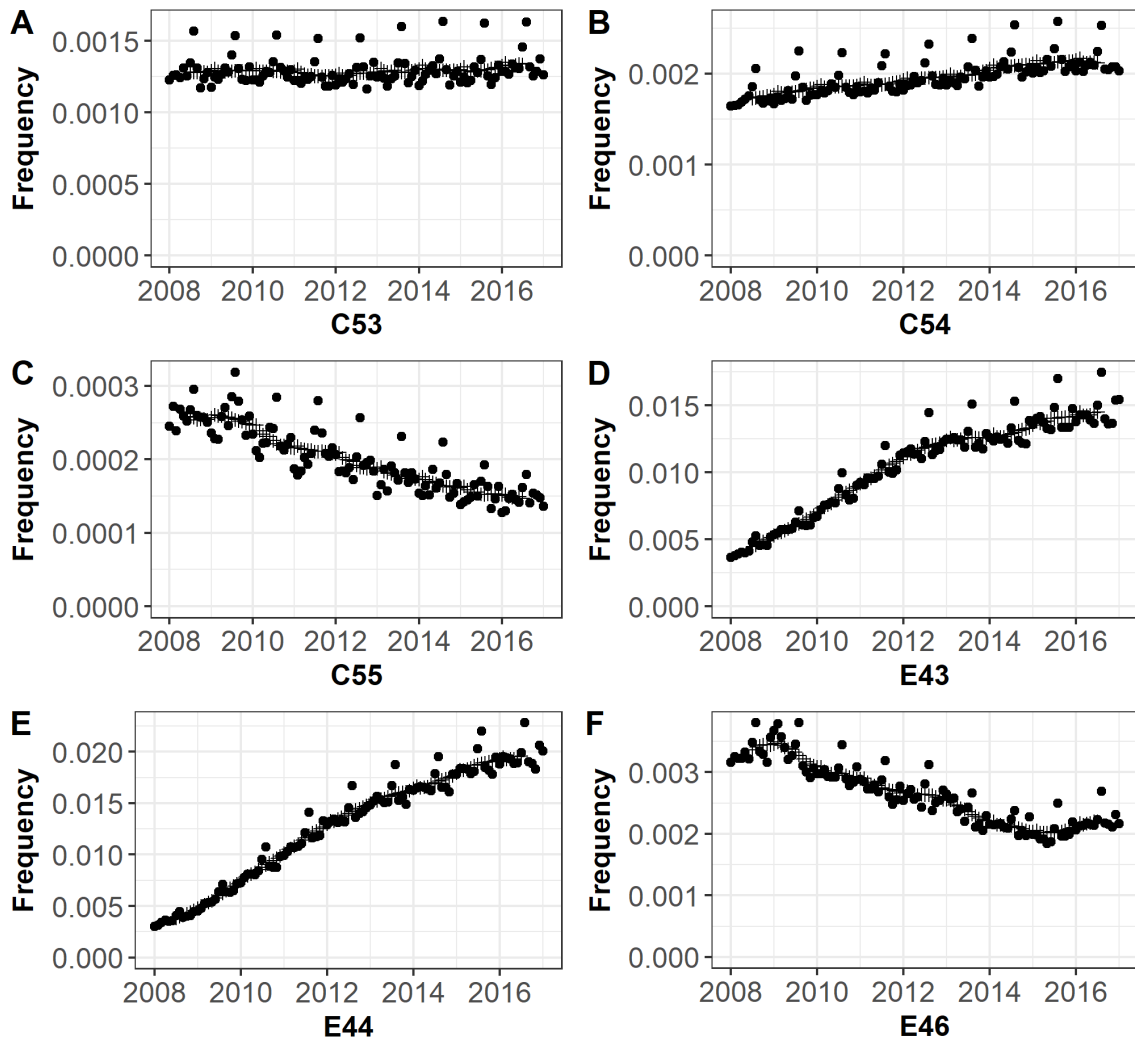 A
Frequency
0.0015
0.0010
0.0005
0.0000
2008 2010 2012 2014 2016
C53
B
Frequency
0.002
0.001
0.000
2008 2010 2012 2014 2016
C54
C
Frequency
0.0003
0.0002
0.0001
0.0000
2008 2010 2012 2014 2016
C55
D
Frequency
0.015
0.010
0.005
0.000
2008 2010 2012 2014 2016
E43
E
Frequency
0.020
0.015
0.010
0.005
0.000
2008 2010 2012 2014 2016
E44
F
Frequency
0.003
0.002
0.001
0.000
2008 2010 2012 2014 2016
E46